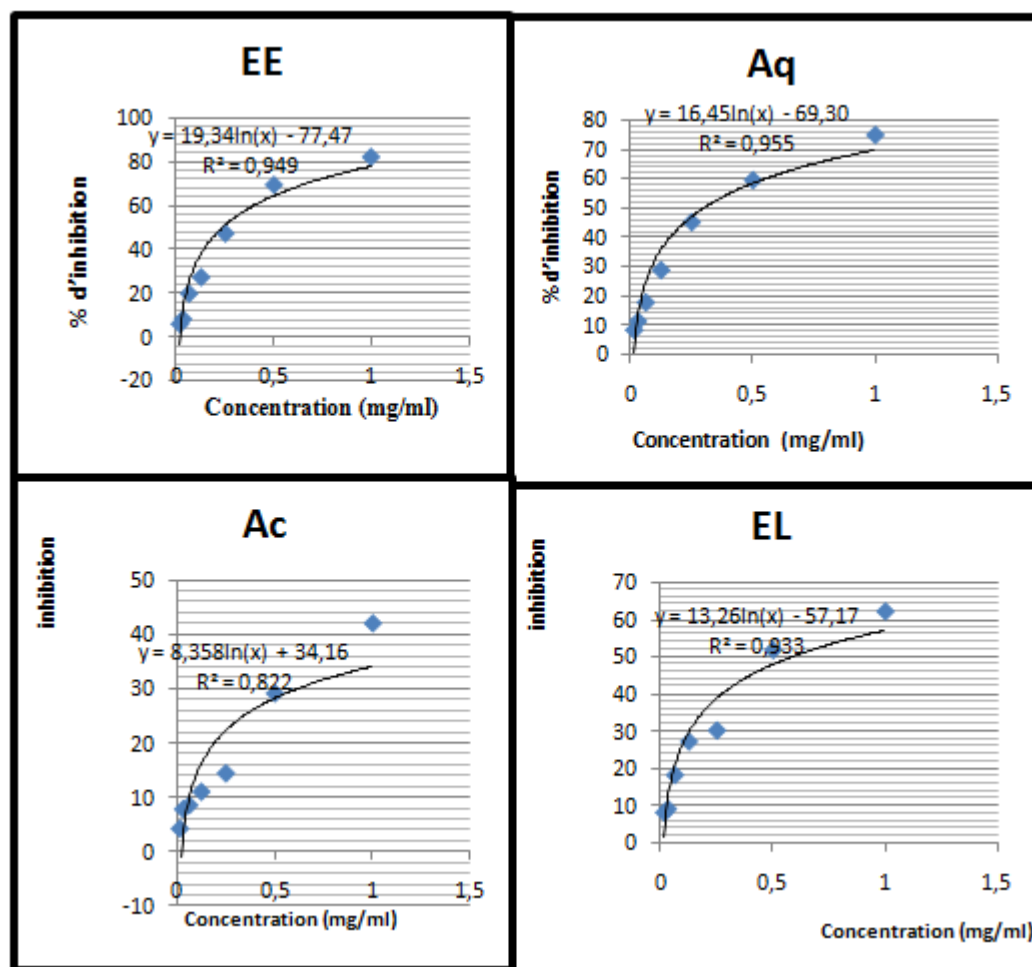 EE
y = 19,34ln(x) - 77,47
R² = 0,949
% d'inhibition
100
80
60
40
20
0
-20
0
0,5
1
1,5
Concentration (mg/ml)
Aq
y = 16,45ln(x) - 69,30
R² = 0,955
% d'inhibition
80
70
60
50
40
30
20
10
0
0
0,5
1
1,5
Concentration (mg/ml)
Ac
inhibition
y = 8,358ln(x) + 34,16
R² = 0,822
50
40
30
20
10
0
-10
0
0,5
1
1,5
Concentration (mg/ml)
EL
inhibition
y = 13,26ln(x) - 57,17
R² = 0,933
70
60
50
40
30
20
10
0
0
0,5
1
1,5
Concentration (mg/ml)